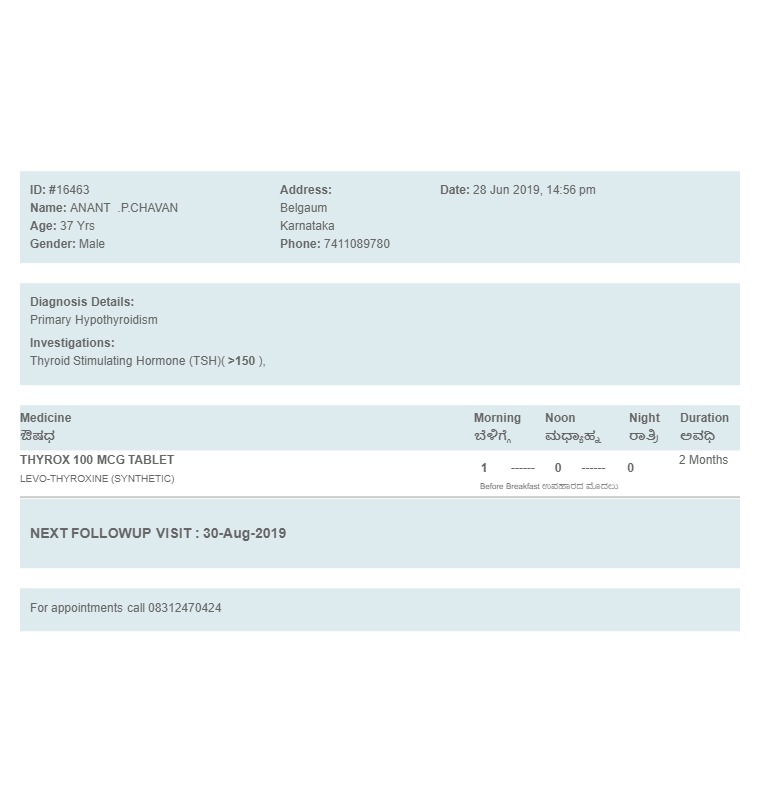 ID: #16463
Name: ANANT .P.CHAVAN
Age: 37 Yrs
Gender: Male
Address:
Belgaum
Karnataka
Phone: 7411089780
Date: 28 Jun 2019, 14:56 pm
Diagnosis Details:
Primary Hypothyroidism
Investigations:
Thyroid Stimulating Hormone (TSH)( >150 ),
Medicine Morning Noon Night Duration
ಔಷಧ ಬೆಳಿಗ್ಗೆ ಮಧ್ಯಾಹ್ನ ರಾತ್ರಿ ಅವಧಿ
THYROX 100 MCG TABLET 1 ------ 0 ------ 0 2 Months
LEVO-THYROXINE (SYNTHETIC)
Before Breakfast ಉಪಹಾರದ ಮೊದಲು
NEXT FOLLOWUP VISIT : 30-Aug-2019
For appointments call 08312470424